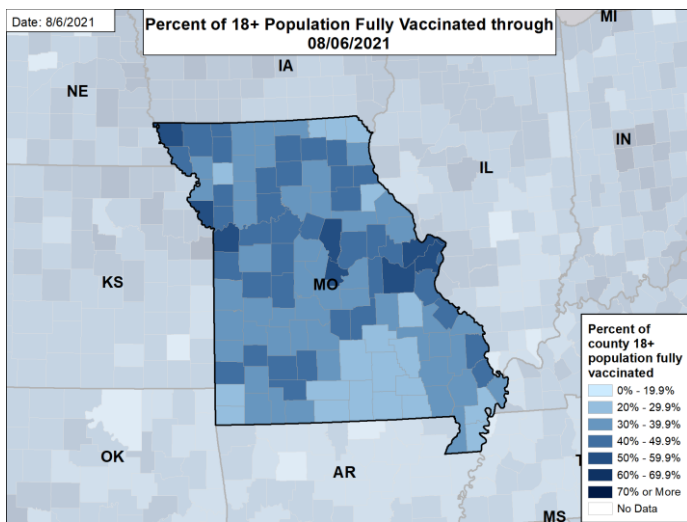 Date: 8/6/2021
Percent of 18+ Population Fully Vaccinated through
08/06/2021
MI
IA
NE
IN
IL
KS
MO
OK
AR
MS
Percent of
county 18+
population fully
vaccinated
0% - 19.9%
20% - 29.9%
30% - 39.9%
40% - 49.9%
50% - 59.9%
60% - 69.9%
70% or More
No Data